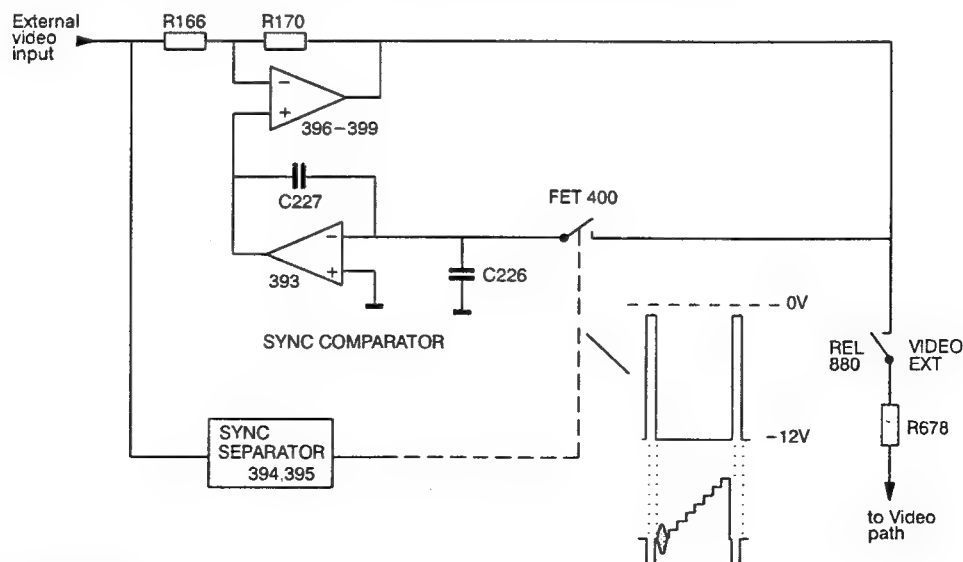 External
video
input
R166
R170
−
+
396−399
C227
FET 400
−
+
393
C226
SYNC COMPARATOR
0V
REL
880
VIDEO
EXT
−12V
R678
SYNC
SEPARATOR
394,395
to Video
path